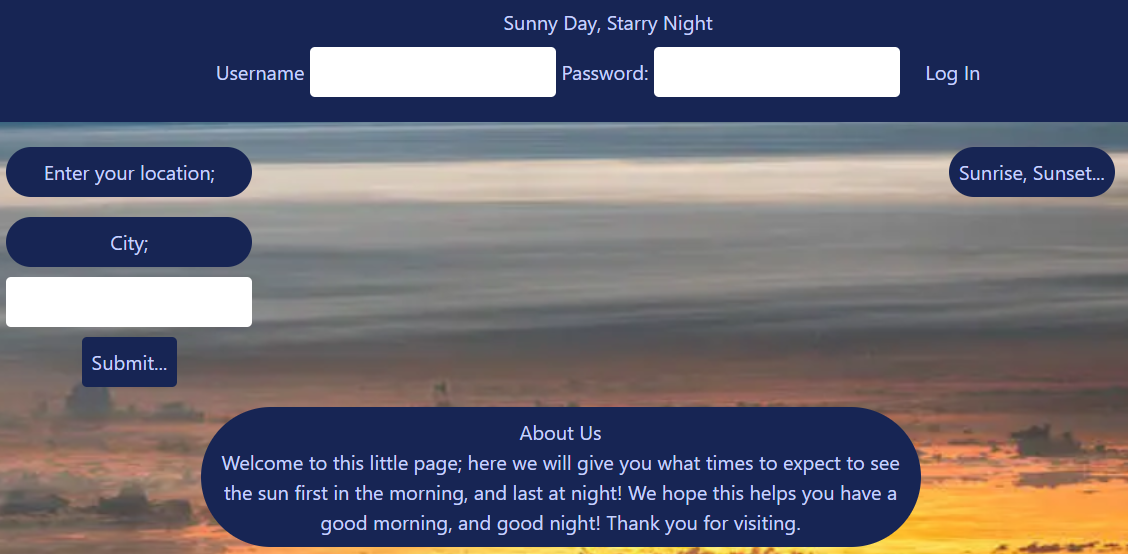 Sunny Day, Starry Night
Username Password: Log In
Enter your location;
Sunrise, Sunset...
City;
Submit...
About Us
Welcome to this little page; here we will give you what times to expect to see
the sun first in the morning, and last at night! We hope this helps you have a
good morning, and good night! Thank you for visiting.